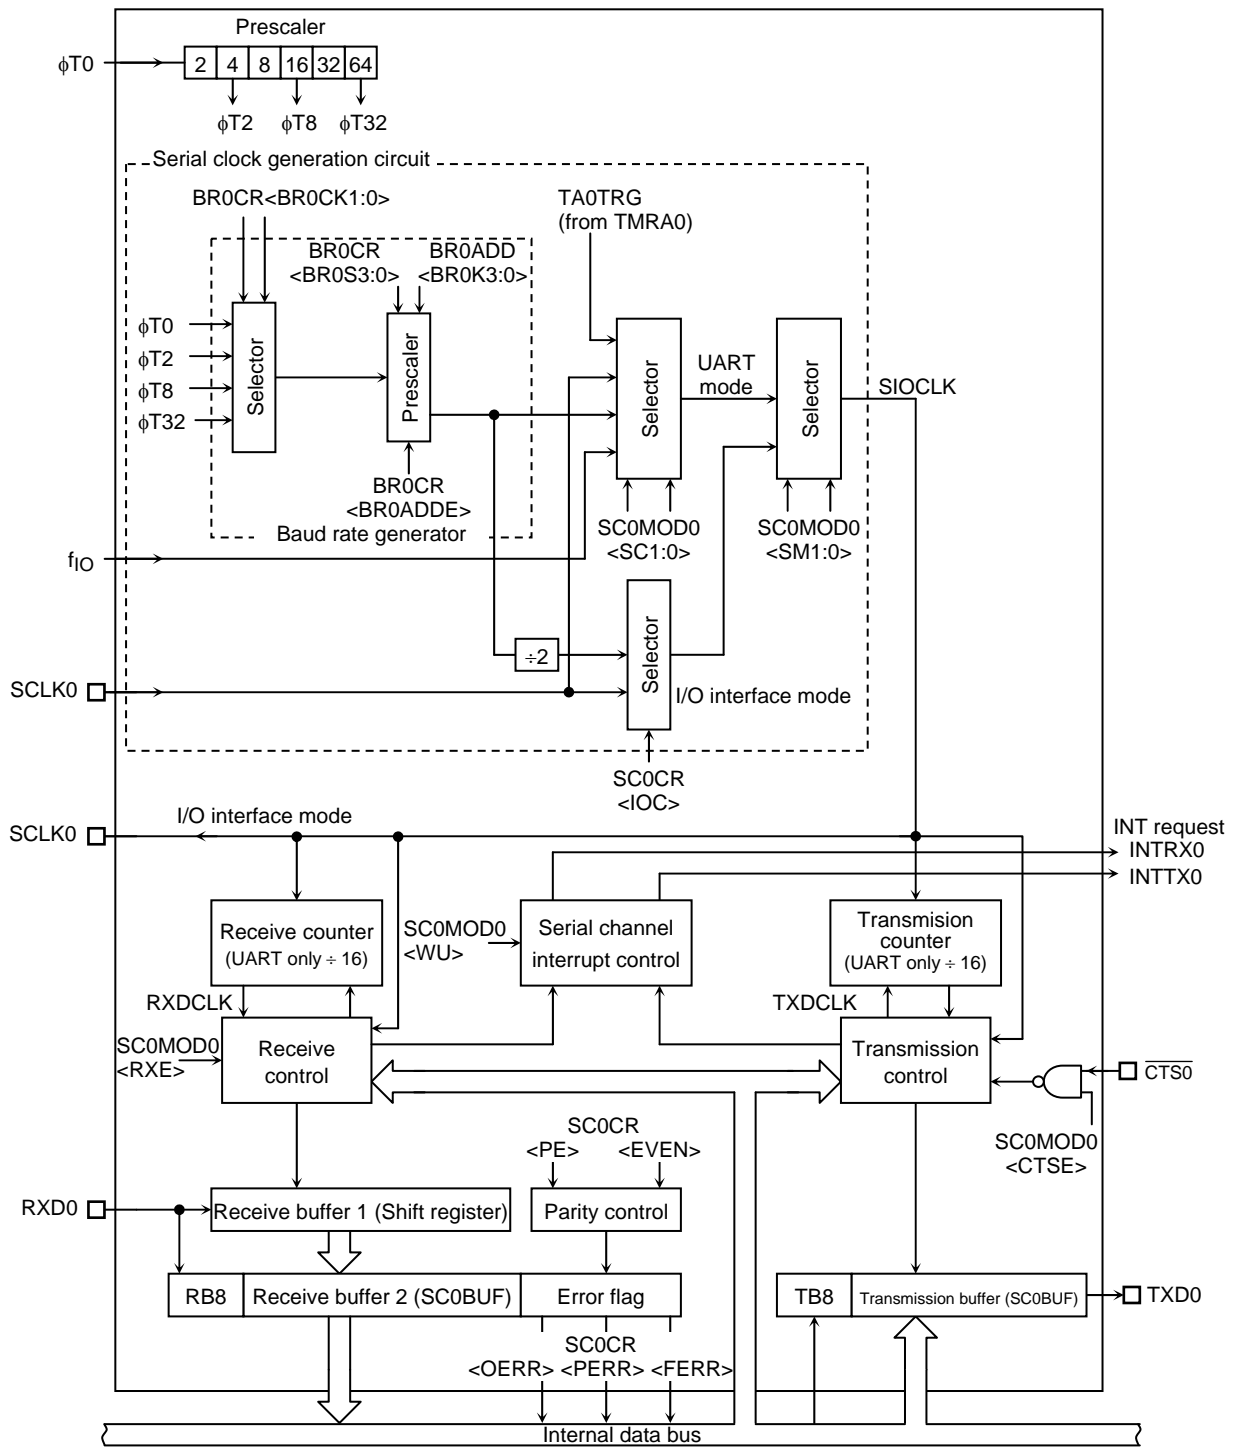 Prescaler
ϕT0
2 4 8 16 32 64
ϕT2 ϕT8 ϕT32
Serial clock generation circuit
BR0CR<BR0CK1:0>
TA0TRG
(from TMRA0)
BR0CR
<BR0S3:0>
BR0ADD
<BR0K3:0>
ϕT0
ϕT2
ϕT8
ϕT32
Selector
Prescaler
BR0CR
<BR0ADDE>
Baud rate generator
Selector
UART
mode
Selector
SIOCLK
SC0MOD0
<SC1:0>
SC0MOD0
<SM1:0>
fIO
÷2
Selector
SCLK0
I/O interface mode
SC0CR
<IOC>
SCLK0
I/O interface mode
INT request
INTRX0
INTTX0
Receive counter
(UART only ÷ 16)
SC0MOD0
<WU>
Serial channel
interrupt control
Transmision
counter
(UART only ÷ 16)
RXDCLK
TXDCLK
SC0MOD0
<RXE>
Receive
control
Transmission
control
CTS0
SC0MOD0
<CTSE>
SC0CR
<PE> <EVEN>
RXD0
Receive buffer 1 (Shift register)
Parity control
RB8
Receive buffer 2 (SC0BUF)
Error flag
TB8
Transmission buffer (SC0BUF)
TXD0
SC0CR
<OERR> <PERR> <FERR>
Internal data bus